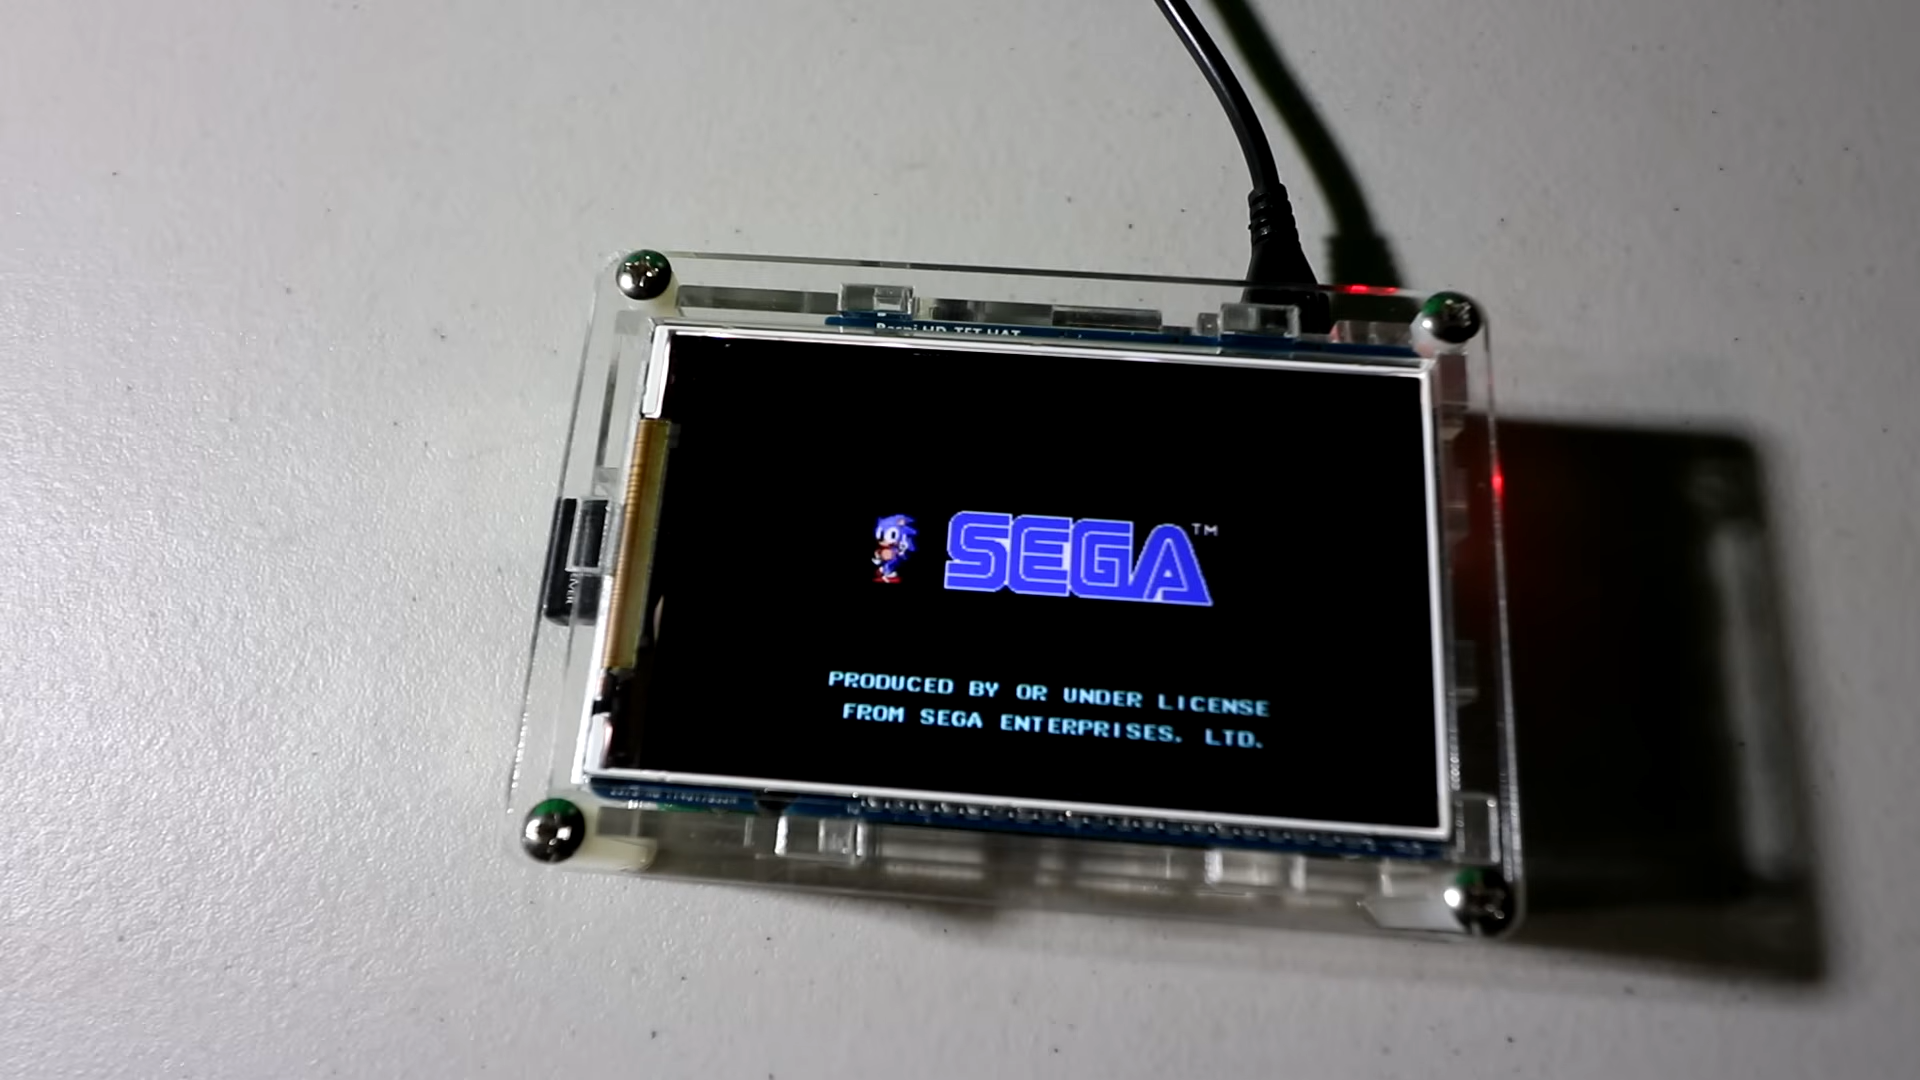 SEGA™
PRODUCED BY OR UNDER LICENSE
FROM SEGA ENTERPRISES. LTD.